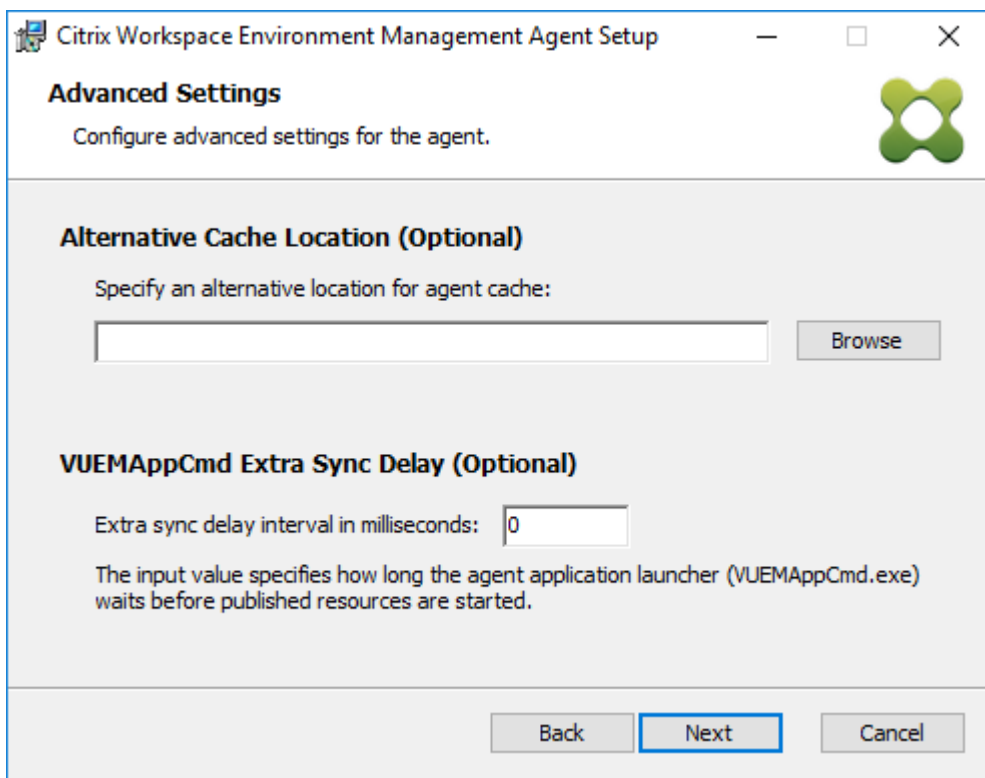 Citrix Workspace Environment Management Agent Setup
Advanced Settings
Configure advanced settings for the agent.
Alternative Cache Location (Optional)
Specify an alternative location for agent cache:
Browse
VUEMAppCmd Extra Sync Delay (Optional)
Extra sync delay interval in milliseconds: 0
The input value specifies how long the agent application launcher (VUEMAppCmd.exe)
waits before published resources are started.
Back Next Cancel